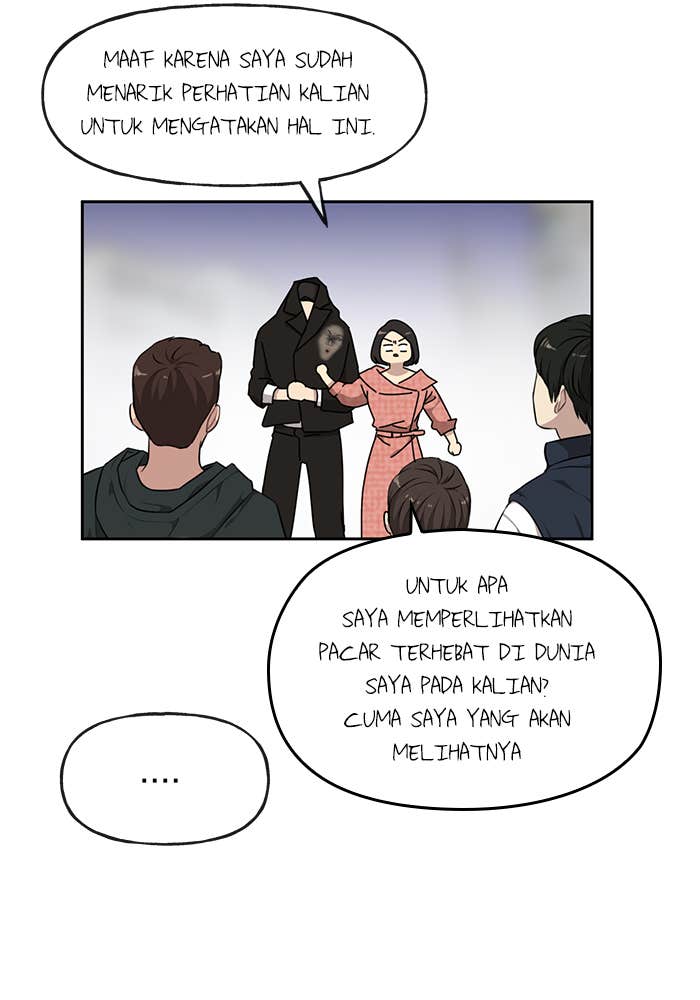 MAAF KARENA SAYA SUDAH
MENARIK PERHATIAN KALIAN
UNTUK MENGATAKAN HAL INI.
UNTUK APA
SAYA MEMPERLIHATKAN
PACAR TERHEBAT DI DUNIA
SAYA PADA KALIAN?
CUMA SAYA YANG AKAN
MELIHATNYA
....